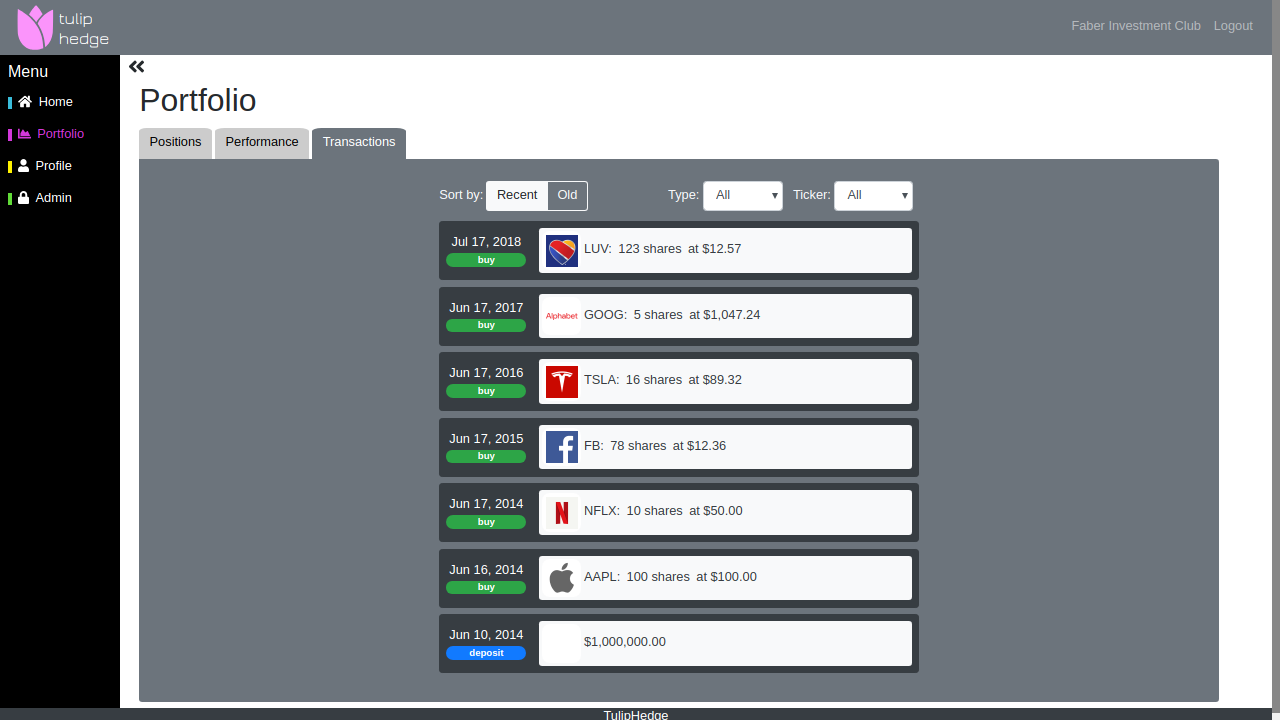 tulip
hedge
Faber Investment Club Logout
Menu
Home
Portfolio
Profile
Admin
Portfolio
Positions Performance Transactions
Sort by: Recent Old Type: All Ticker: All
Jul 17, 2018
buy
LUV: 123 shares at $12.57
Jun 17, 2017
buy
Alphabet
GOOG: 5 shares at $1,047.24
Jun 17, 2016
buy
TSLA: 16 shares at $89.32
Jun 17, 2015
buy
FB: 78 shares at $12.36
Jun 17, 2014
buy
NFLX: 10 shares at $50.00
Jun 16, 2014
buy
AAPL: 100 shares at $100.00
Jun 10, 2014
deposit
$1,000,000.00
TulipHedge